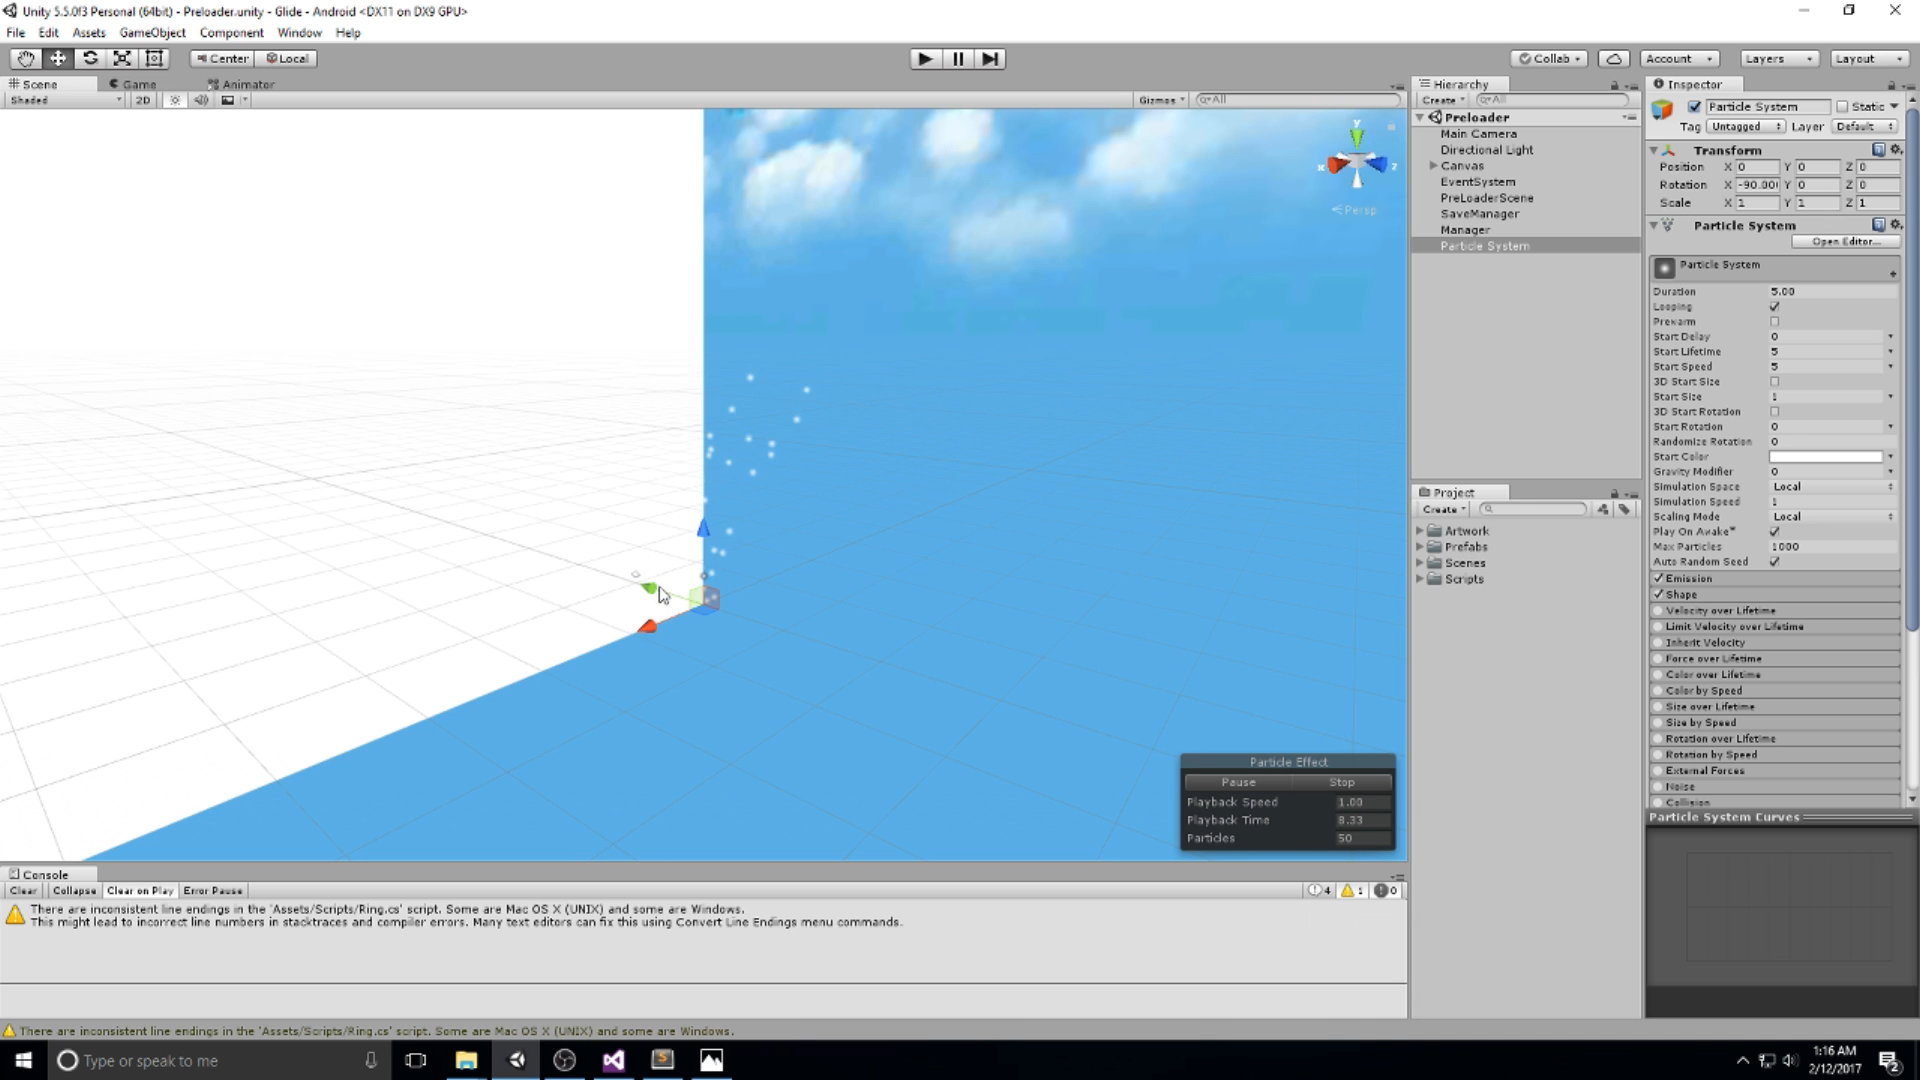 Unity 5.5.0f3 Personal (64bit) - Preloader.unity - Glide - Android <DX11 on DX9 GPU>
File Edit Assets GameObject Component Window Help
Center Local Collab Account Layers Layout
Scene Game Animator
Shaded 2D Gizmos All
y
x
z
Persp
Hierarchy
Create All
Preloader
Main Camera
Directional Light
Canvas
EventSystem
PreLoaderScene
SaveManager
Manager
Particle System
Project
Create
Artwork
Prefabs
Scenes
Scripts
Inspector
Particle System Static
Tag Untagged Layer Default
Transform
Position X 0 Y 0 Z 0
Rotation X -90.00 Y 0 Z 0
Scale X 1 Y 1 Z 1
Particle System
Open Editor...
Particle System
Duration 5.00
Looping
Prewarm
Start Delay 0
Start Lifetime 5
Start Speed 5
3D Start Size
Start Size 1
3D Start Rotation
Start Rotation 0
Randomize Rotation 0
Start Color
Gravity Modifier 0
Simulation Space Local
Simulation Speed 1
Scaling Mode Local
Play On Awake*
Max Particles 1000
Auto Random Seed
Emission
Shape
Velocity over Lifetime
Limit Velocity over Lifetime
Inherit Velocity
Force over Lifetime
Color over Lifetime
Color by Speed
Size over Lifetime
Size by Speed
Rotation over Lifetime
Rotation by Speed
External Forces
Noise
Collision
Particle System Curves
Particle Effect
Pause Stop
Playback Speed 1.00
Playback Time 8.33
Particles 50
Console
Clear Collapse Clear on Play Error Pause 4 1 0
There are inconsistent line endings in the 'Assets/Scripts/Ring.cs' script. Some are Mac OS X (UNIX) and some are Windows.
This might lead to incorrect line numbers in stacktraces and compiler errors. Many text editors can fix this using Convert Line Endings menu commands.
There are inconsistent line endings in the 'Assets/Scripts/Ring.cs' script. Some are Mac OS X (UNIX) and some are Windows.
Type or speak to me
1:16 AM
2/12/2017
2